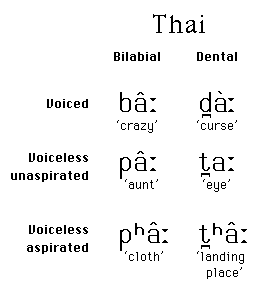 Thai
Bilabial Dental
Voiced bâː d̪àː
‘crazy’ ‘curse’
Voiceless
unaspirated pâː t̪aː
‘aunt’ ‘eye’
Voiceless
aspirated pʰâː t̪ʰâː
‘cloth’ ‘landing
place’